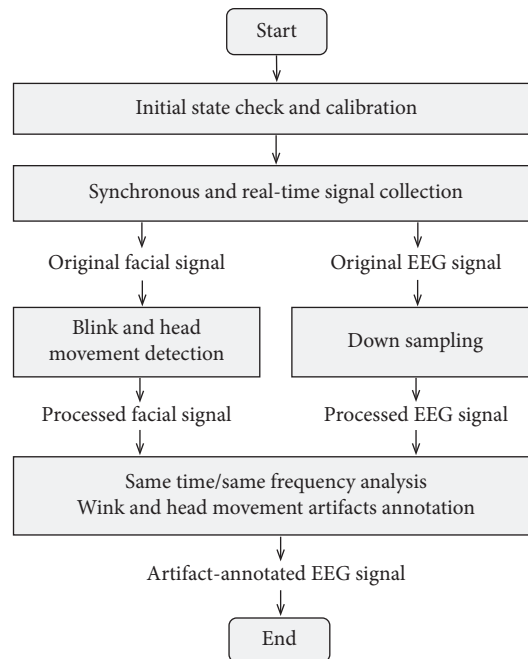 Start
Initial state check and calibration
Synchronous and real-time signal collection
Original facial signal
Original EEG signal
Blink and head
movement detection
Down sampling
Processed facial signal
Processed EEG signal
Same time/same frequency analysis
Wink and head movement artifacts annotation
Artifact-annotated EEG signal
End